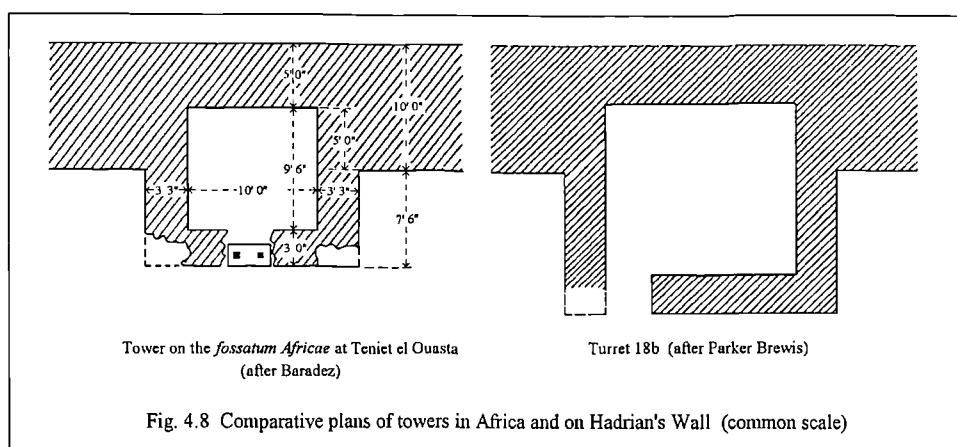 5' 0"
10' 0"
5' 0"
9' 6"
3' 3"
10' 0"
3' 3"
7' 6"
3' 0"
Tower on the fossatum Africae at Teniet el Ouasta
(after Baradez)
Turret 18b (after Parker Brewis)
Fig. 4.8 Comparative plans of towers in Africa and on Hadrian's Wall (common scale)